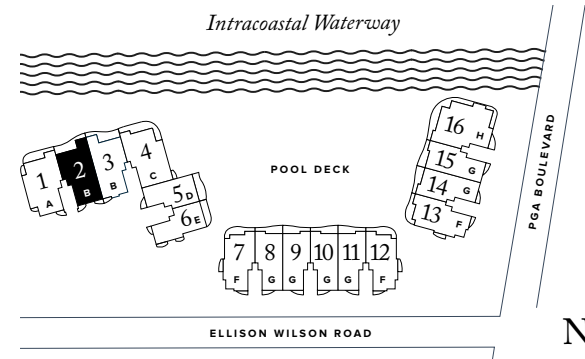 Intracoastal Waterway
PGA BOULEVARD
POOL DECK
1 A
2 B
3 B
4 C
5 D
6 E
7 F
8 G
9 G
10 G
11 G
12 F
13 F
14 G
15 G
16 H
ELLISON WILSON ROAD
N